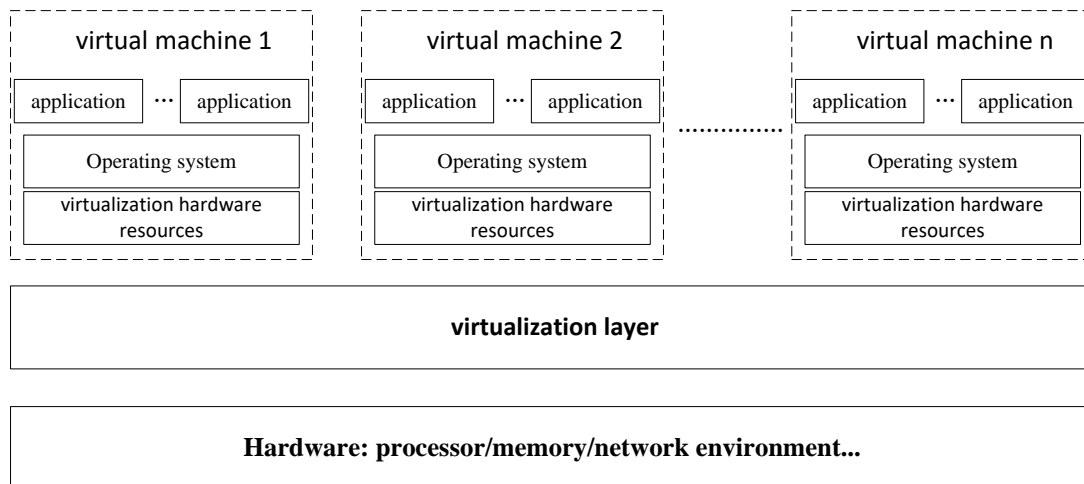 virtual machine 1
virtual machine 2
virtual machine n
application ... application
application ... application
application ... application
...............
Operating system
Operating system
Operating system
virtualization hardware
resources
virtualization hardware
resources
virtualization hardware
resources
virtualization layer
Hardware: processor/memory/network environment...